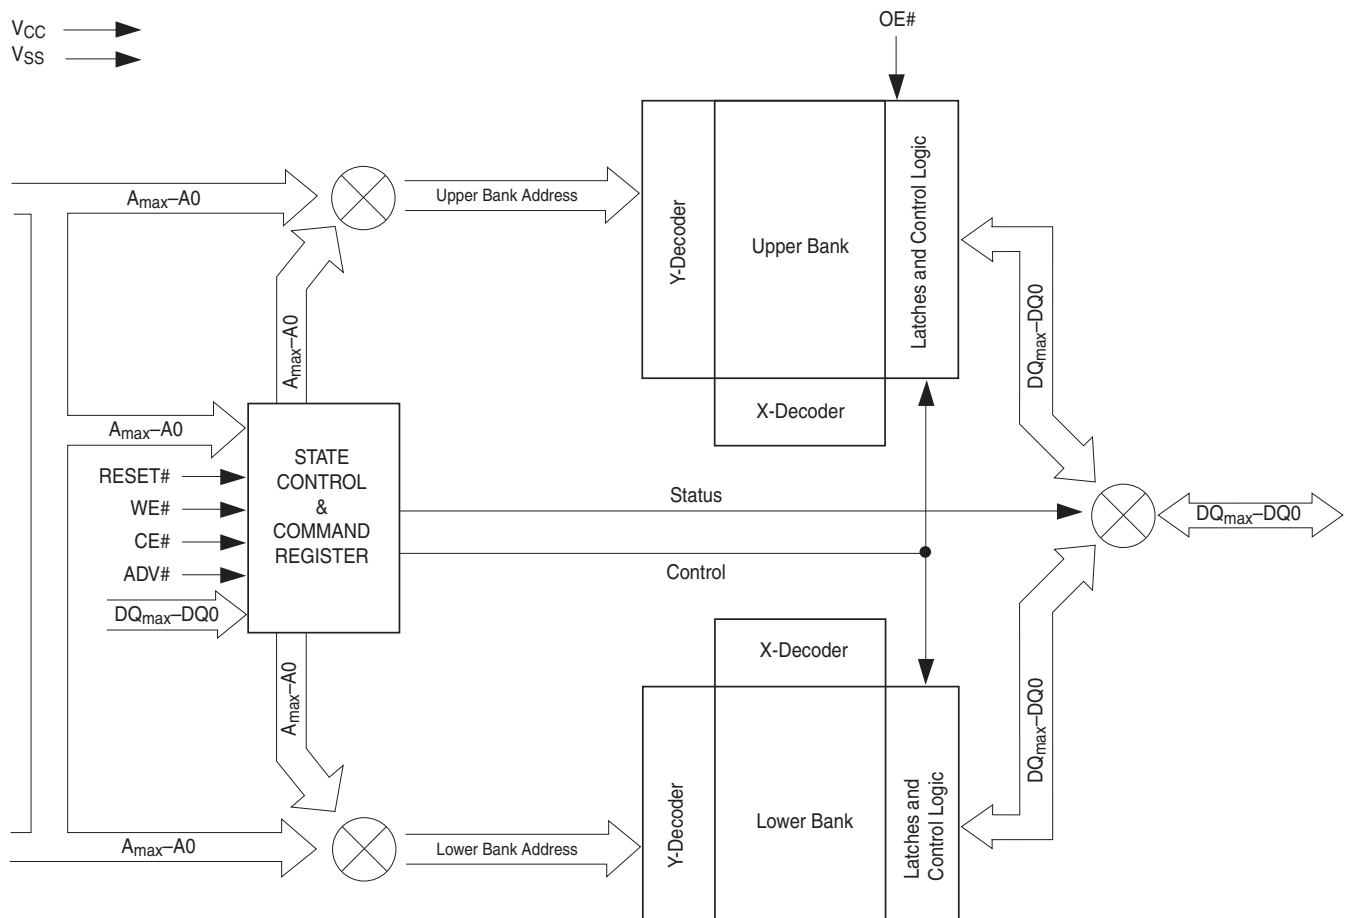 VCC
VSS
OE#
Amax–A0
Upper Bank Address
Y-Decoder
Upper Bank
Latches and Control Logic
X-Decoder
DQmax–DQ0
Amax–A0
Amax–A0
RESET#
WE#
CE#
ADV#
DQmax–DQ0
STATE
CONTROL
&
COMMAND
REGISTER
Status
Control
DQmax–DQ0
Amax–A0
X-Decoder
DQmax–DQ0
Amax–A0
Lower Bank Address
Y-Decoder
Lower Bank
Latches and
Control Logic